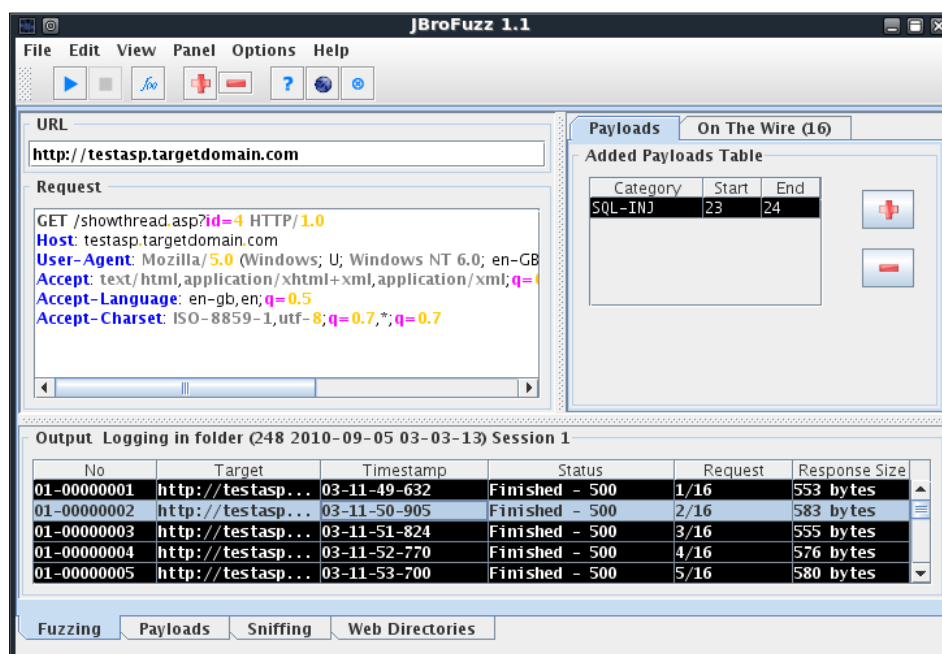 JBroFuzz 1.1
File Edit View Panel Options Help
f(x) ?
URL
http://testasp.targetdomain.com
Request
GET /showthread.asp?id=4 HTTP/1.0
Host: testasp.targetdomain.com
User-Agent: Mozilla/5.0 (Windows; U; Windows NT 6.0; en-GB
Accept: text/html,application/xhtml+xml,application/xml;q=
Accept-Language: en-gb,en;q=0.5
Accept-Charset: ISO-8859-1,utf-8;q=0.7,*;q=0.7
Payloads On The Wire (16)
Added Payloads Table
Category Start End
SQL-INJ 23 24
Output Logging in folder (248 2010-09-05 03-03-13) Session 1
No Target Timestamp Status Request Response Size
01-00000001 http://testasp... 03-11-49-632 Finished - 500 1/16 553 bytes
01-00000002 http://testasp... 03-11-50-905 Finished - 500 2/16 583 bytes
01-00000003 http://testasp... 03-11-51-824 Finished - 500 3/16 555 bytes
01-00000004 http://testasp... 03-11-52-770 Finished - 500 4/16 576 bytes
01-00000005 http://testasp... 03-11-53-700 Finished - 500 5/16 580 bytes
Fuzzing Payloads Sniffing Web Directories